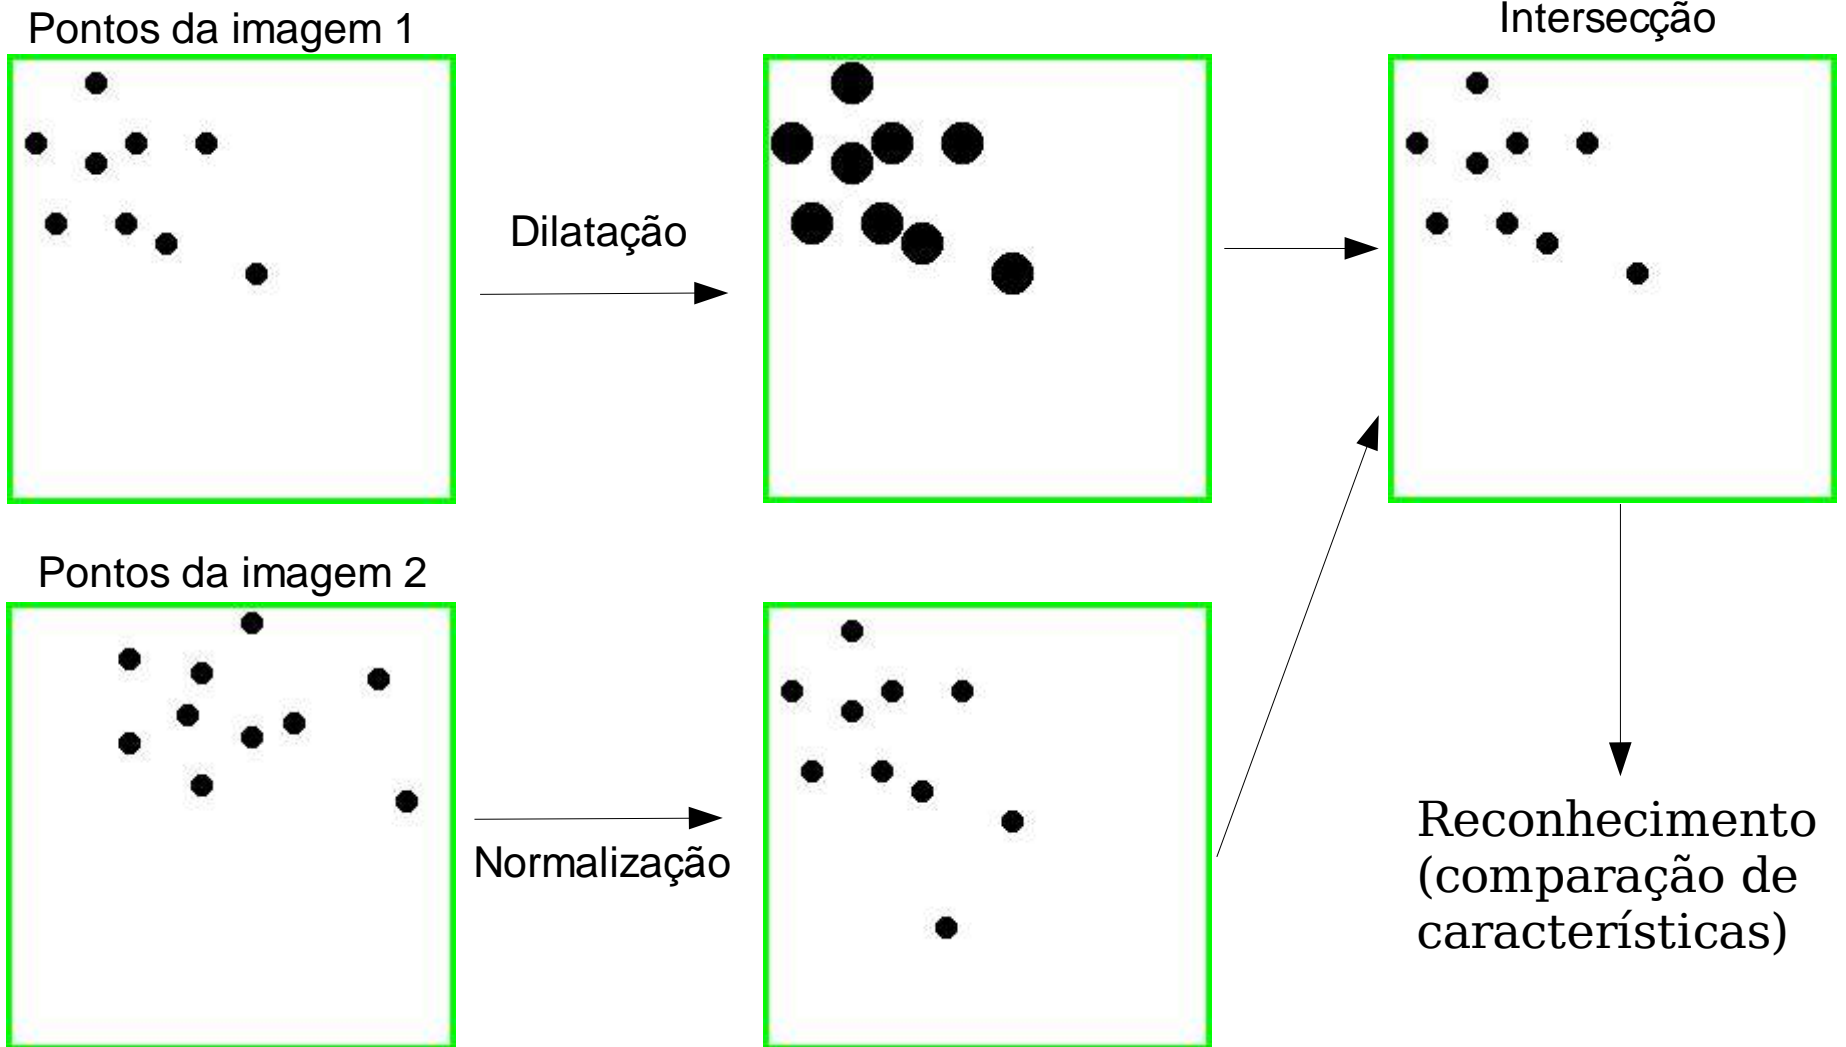 Pontos da imagem 1
Intersecção
Dilatação
Pontos da imagem 2
Normalização
Reconhecimento
(comparação de
características)